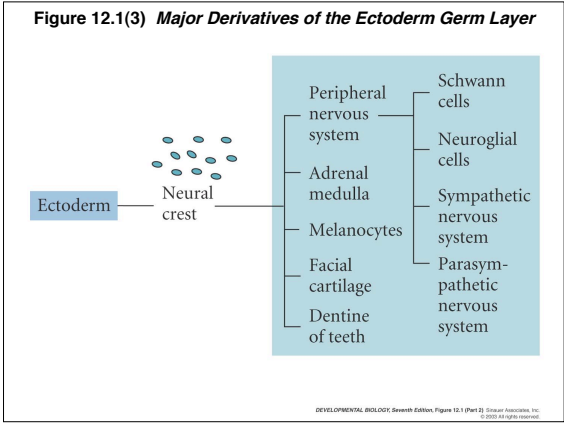 Figure 12.1(3) Major Derivatives of the Ectoderm Germ Layer
Ectoderm
Neural
crest
Peripheral
nervous
system
Adrenal
medulla
Melanocytes
Facial
cartilage
Dentine
of teeth
Schwann
cells
Neuroglial
cells
Sympathetic
nervous
system
Parasym-
pathetic
nervous
system
DEVELOPMENTAL BIOLOGY, Seventh Edition, Figure 12.1 (Part 2) Sinauer Associates, Inc.
© 2003 All rights reserved.